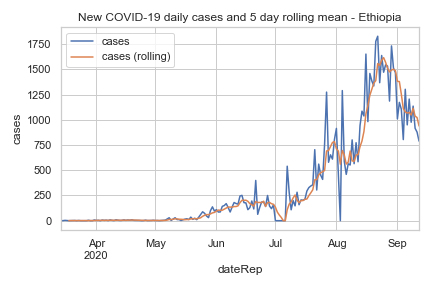 New COVID-19 daily cases and 5 day rolling mean - Ethiopia
cases
cases (rolling)
1750
1500
1250
1000
750
500
250
0
cases
Apr
2020
May
Jun
Jul
Aug
Sep
dateRep